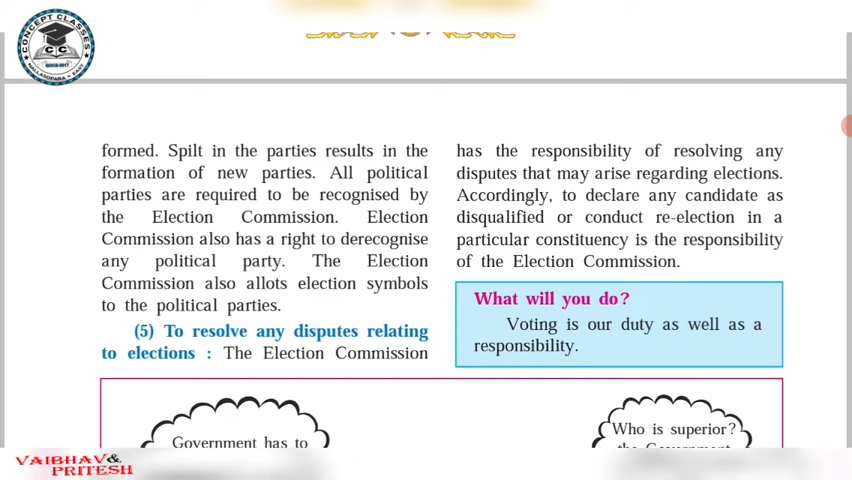 CONCEPT CLASSES
CC
NALLASOPARA - EAST
formed. Spilt in the parties results in the
formation of new parties. All political
parties are required to be recognised by
the Election Commission. Election
Commission also has a right to derecognise
any political party. The Election
Commission also allots election symbols
to the political parties.
(5) To resolve any disputes relating
to elections : The Election Commission
has the responsibility of resolving any
disputes that may arise regarding elections.
Accordingly, to declare any candidate as
disqualified or conduct re-election in a
particular constituency is the responsibility
of the Election Commission.
What will you do?
Voting is our duty as well as a
responsibility.
Government has to
Who is superior?
the Government
VAIBHAV &
PRITESH